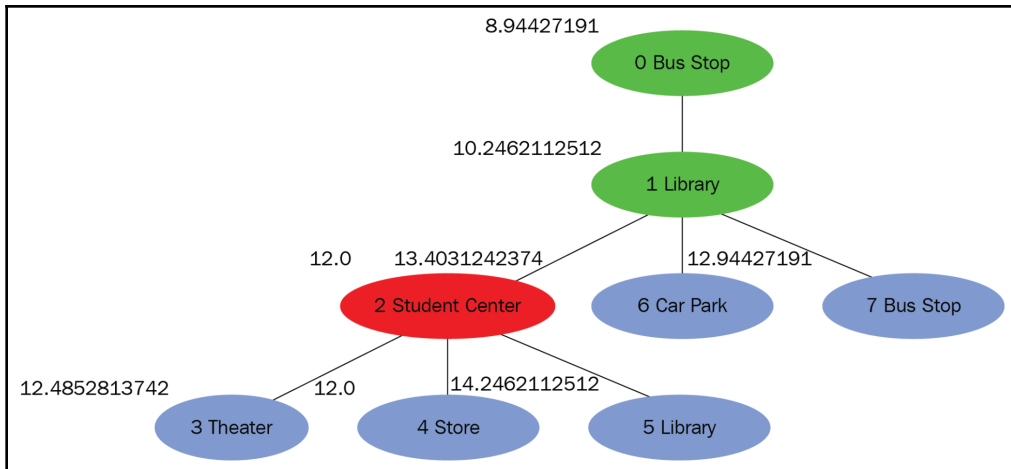 8.94427191
0 Bus Stop
10.2462112512
1 Library
12.0
13.4031242374
12.94427191
2 Student Center
6 Car Park
7 Bus Stop
12.4852813742
12.0
14.2462112512
3 Theater
4 Store
5 Library